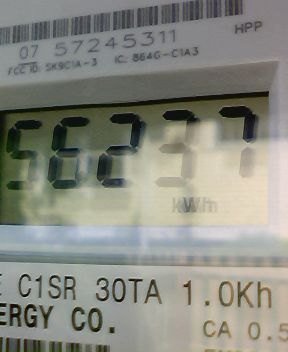 07 57245311
HPP
FCC ID: SK9C1A-3 IC: 864G-C1A3
56237
kWh
C1SR 30TA 1.0Kh
ERGY CO.
CA 0.5